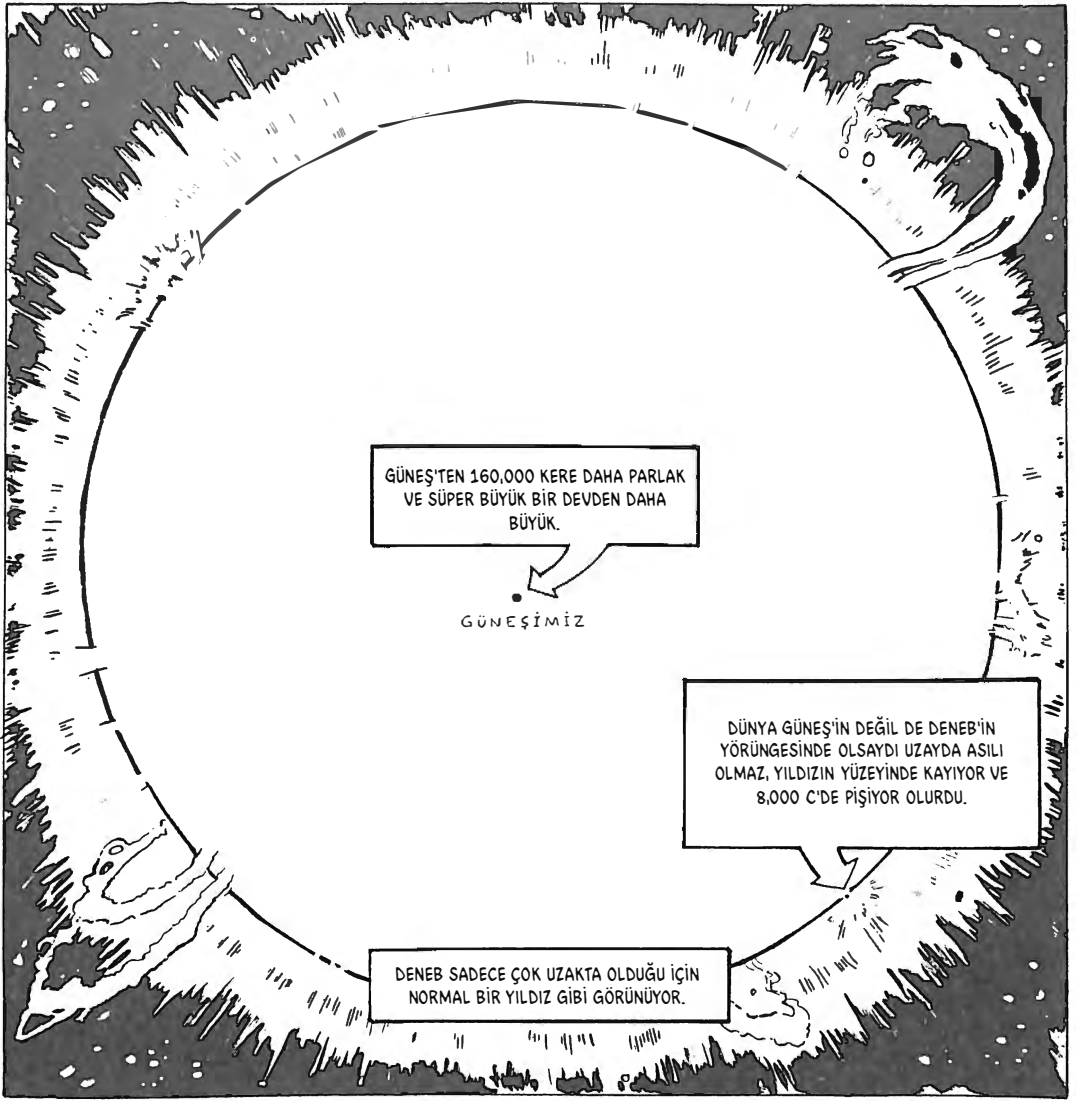 GÜNEŞ'TEN 160,000 KERE DAHA PARLAK
VE SÜPER BÜYÜK BİR DEVDEN DAHA
BÜYÜK.
GÜNEŞİMİZ
DÜNYA GÜNEŞ'İN DEĞİL DE DENEB'İN
YÖRÜNGESİNDE OLSAYDI UZAYDA ASILI
OLMAZ, YILDIZIN YÜZEYİNDE KAYIYOR VE
8,000 C'DE PİŞİYOR OLURDU.
DENEB SADECE ÇOK UZAKTA OLDUĞU İÇİN
NORMAL BİR YILDIZ GİBİ GÖRÜNÜYOR.